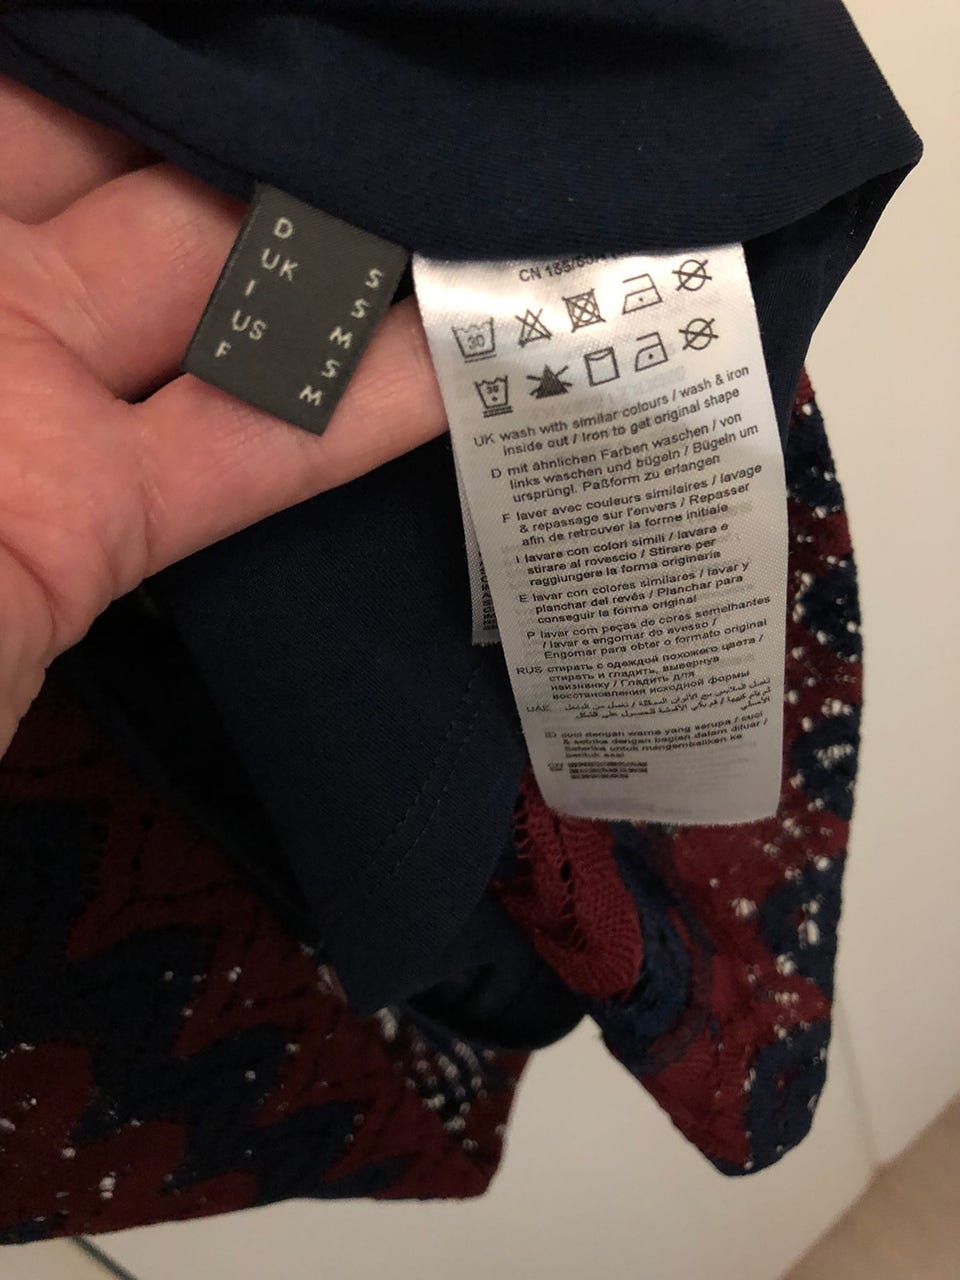 D S
UK S
I M
US S
F M
CN
30
30
UK wash with similar colours / wash & iron
inside out / Iron to get original shape
D mit ähnlichen Farben waschen / von
links waschen und bügeln / Bügeln um
ursprüngl. Paßform zu erlangen
F laver avec couleurs similaires / lavage
& repassage sur l'envers / Repasser
afin de retrouver la forme initiale
I lavare con colori simili / lavare e
stirare al rovescio / Stirare per
raggiungere la forma originaria
E lavar con colores similares / lavar y
planchar del revés / Planchar para
conseguir la forma original
P lavar com peças de cores semelhantes
/ lavar e engomar do avesso /
Engomar para obter o formato original
RUS стирать с одеждой похожего цвета /
стирать и гладить, вывернув
наизнанку / Гладить для
восстановления исходной формы
UAE
ID cuci dengan warna yang serupa / cuci
& setrika dengan bagian dalam diluar /
Seterika untuk mengembalikan ke
bentuk asal